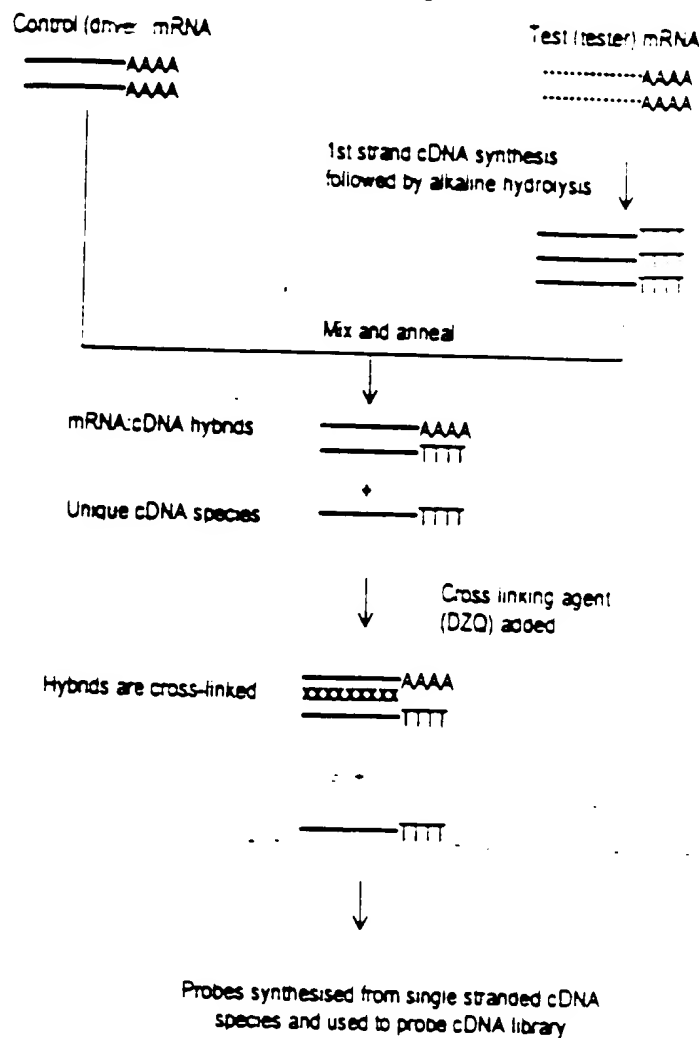 Control (driver mRNA
Test (tester) mRNA
AAAA
AAAA
AAAA
AAAA
1st strand cDNA synthesis
followed by alkaline hydrolysis
TTTT
Mix and anneal
mRNA:cDNA hybrids
AAAA
TTTT
+
Unique cDNA species
TTTT
Cross linking agent
(DZQ) added
Hybrids are cross-linked
AAAA
XXXXXXXX
TTTT
+
TTTT
Probes synthesised from single stranded cDNA
species and used to probe cDNA library